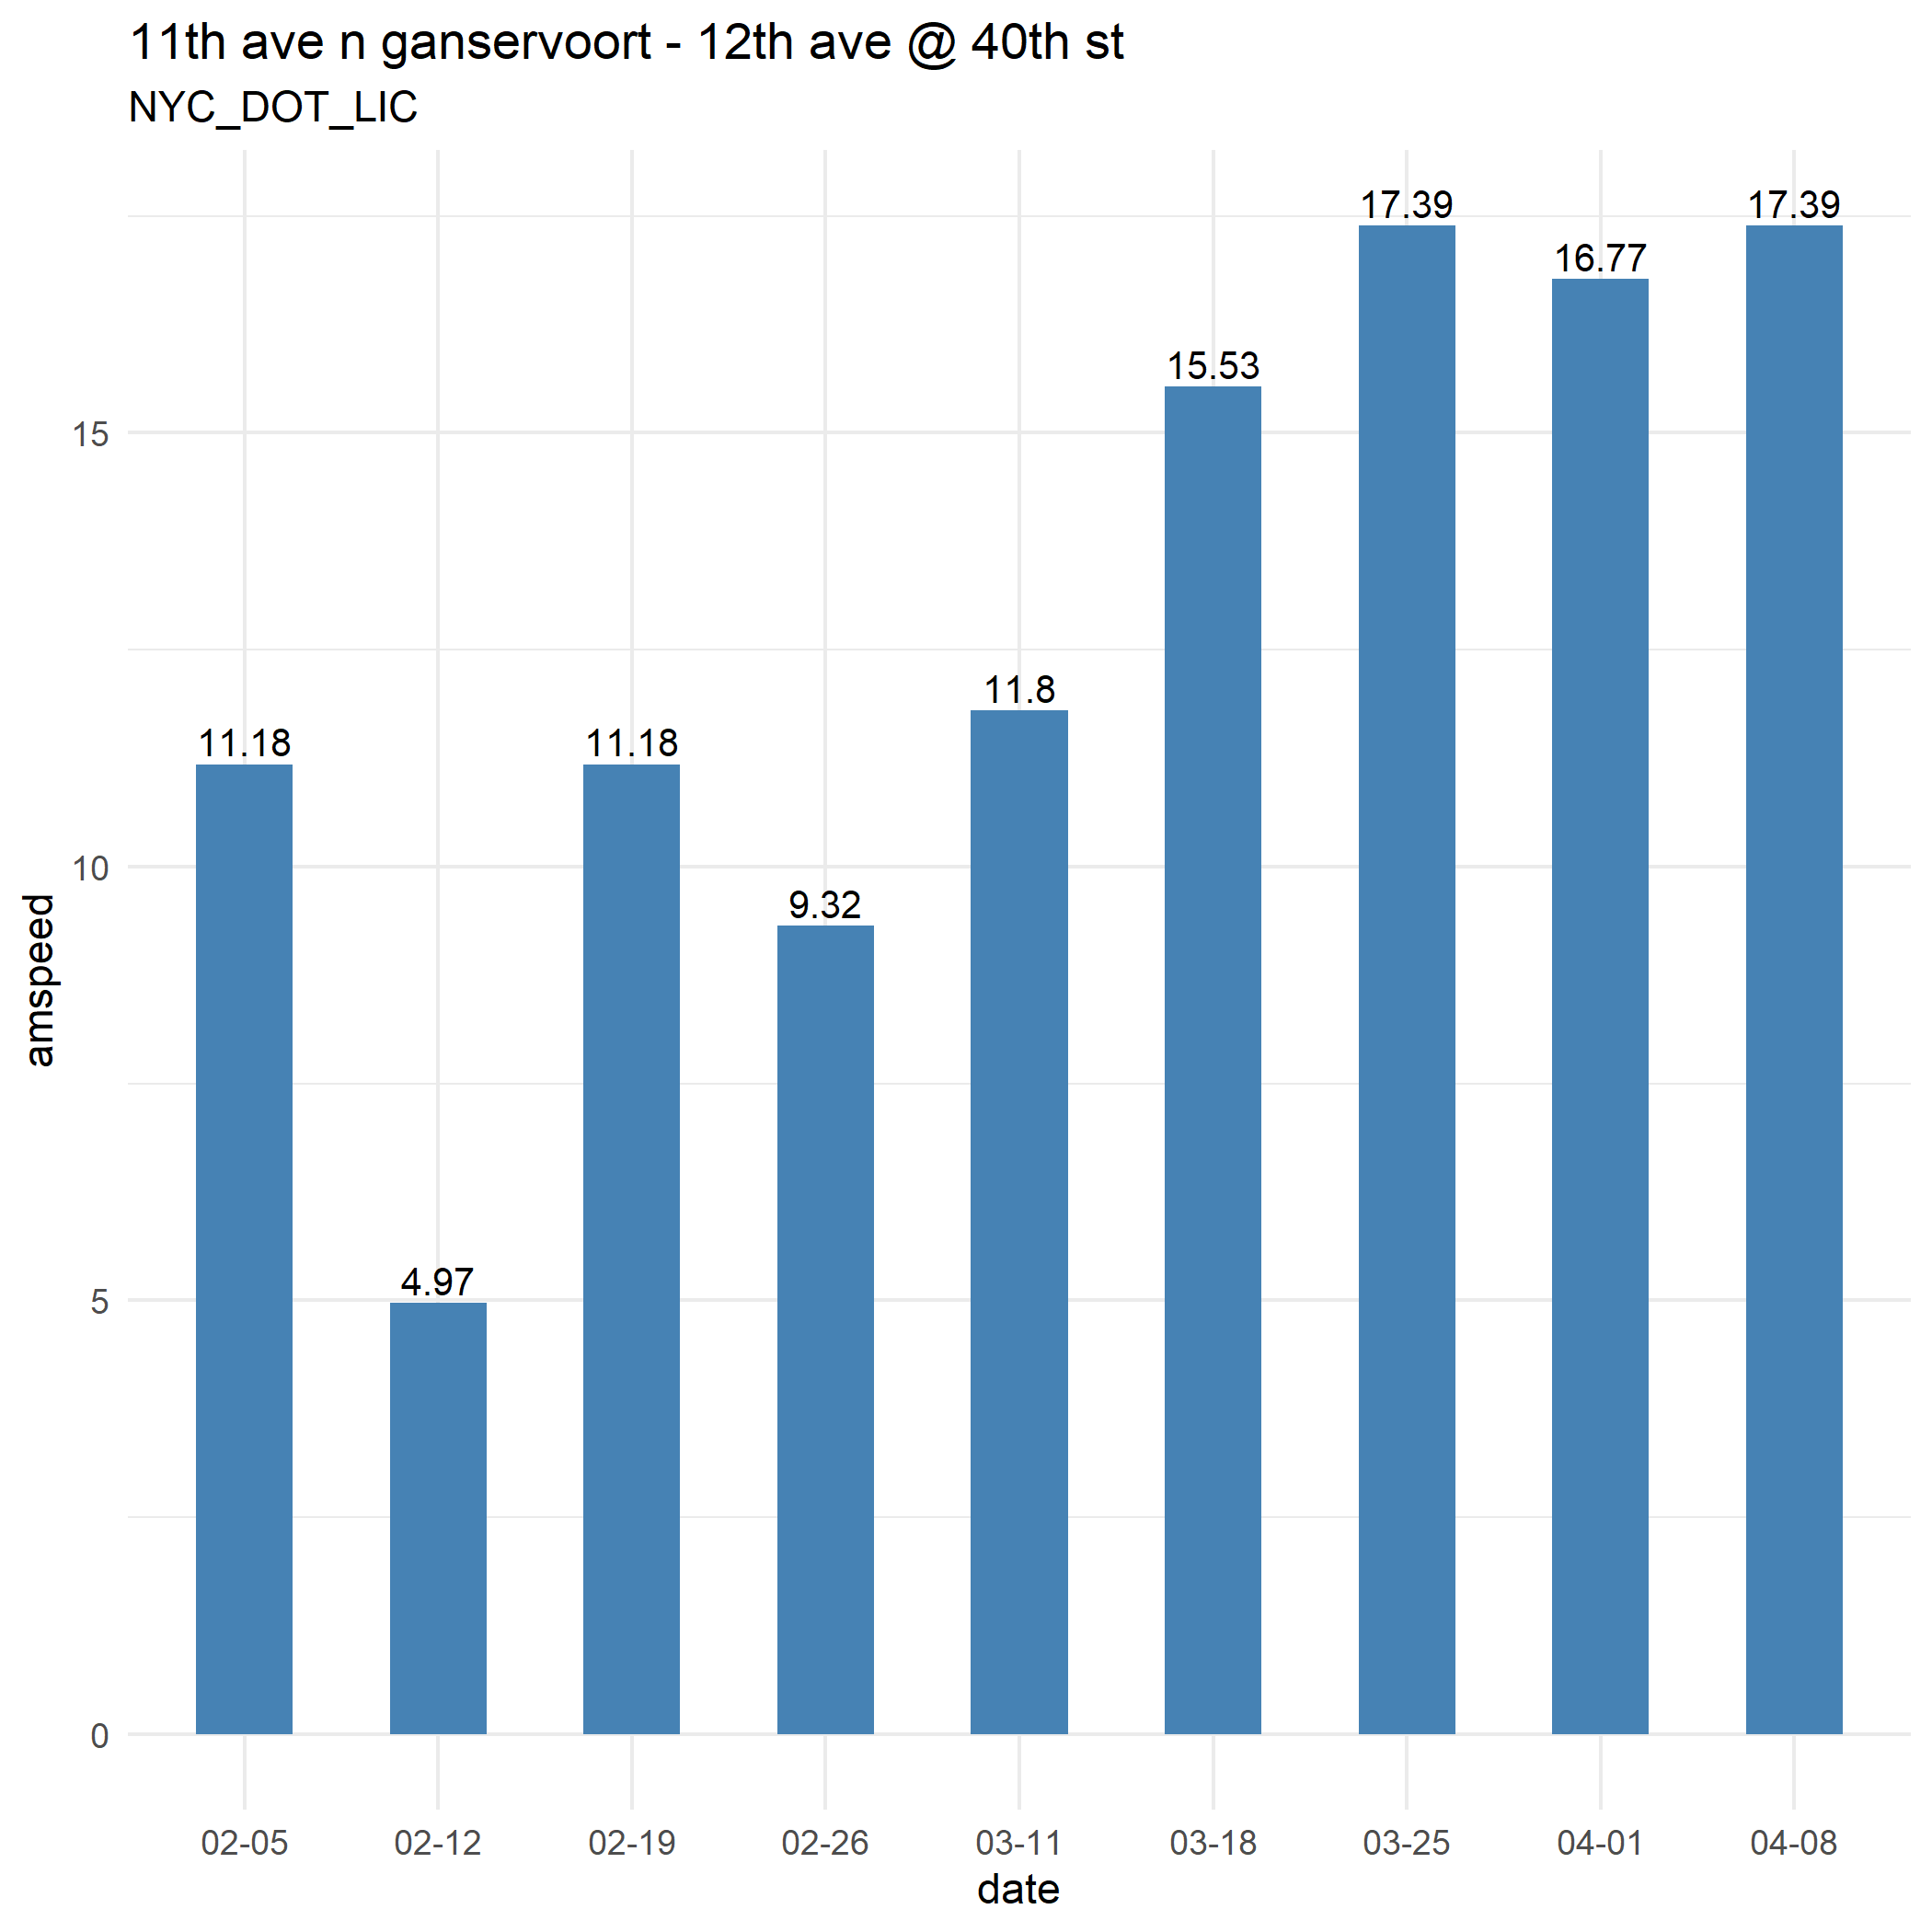 11th ave n ganservoort - 12th ave @ 40th st
NYC_DOT_LIC
17.39
17.39
16.77
15.53
15
11.8
11.18
11.18
10
9.32
amspeed
4.97
5
0
02-05 02-12 02-19 02-26 03-11 03-18 03-25 04-01 04-08
date